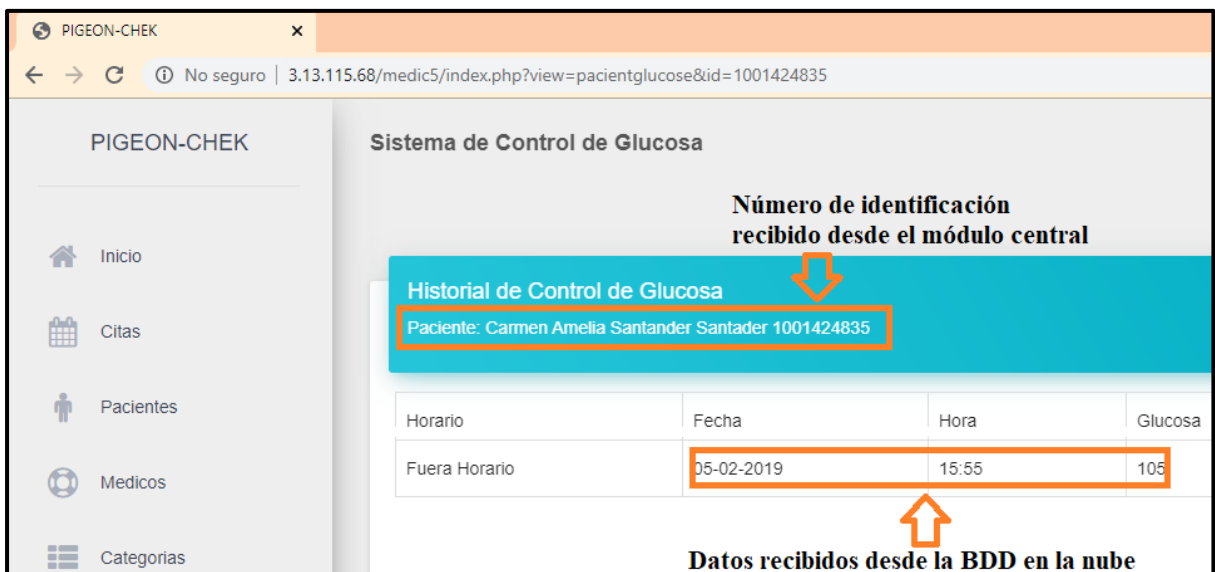 PIGEON-CHEK
No seguro | 3.13.115.68/medic5/index.php?view=pacientglucose&id=1001424835
PIGEON-CHEK
Sistema de Control de Glucosa
Número de identificación
recibido desde el módulo central
Inicio
Historial de Control de Glucosa
Paciente: Carmen Amelia Santander Santader 1001424835
Citas
Pacientes
Horario Fecha Hora Glucosa
Fuera Horario 05-02-2019 15:55 105
Medicos
Categorias
Datos recibidos desde la BDD en la nube